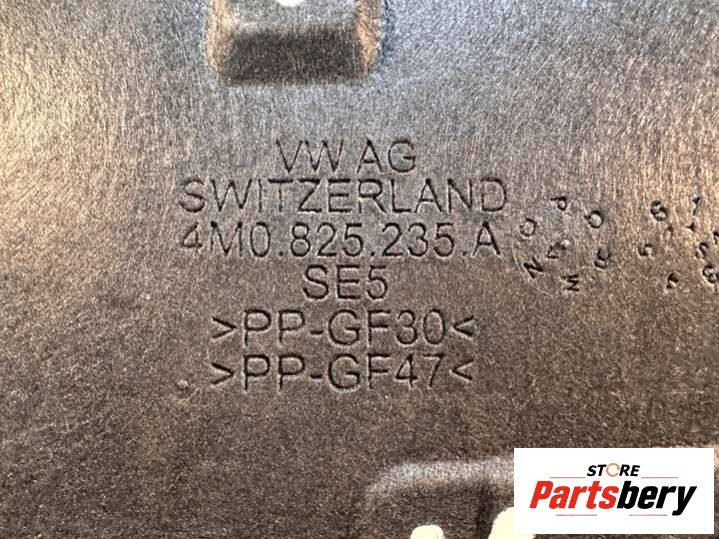 VW AG
SWITZERLAND
4M0.825.235.A
SE5
>PP-GF30<
>PP-GF47<
STORE
Partsbery